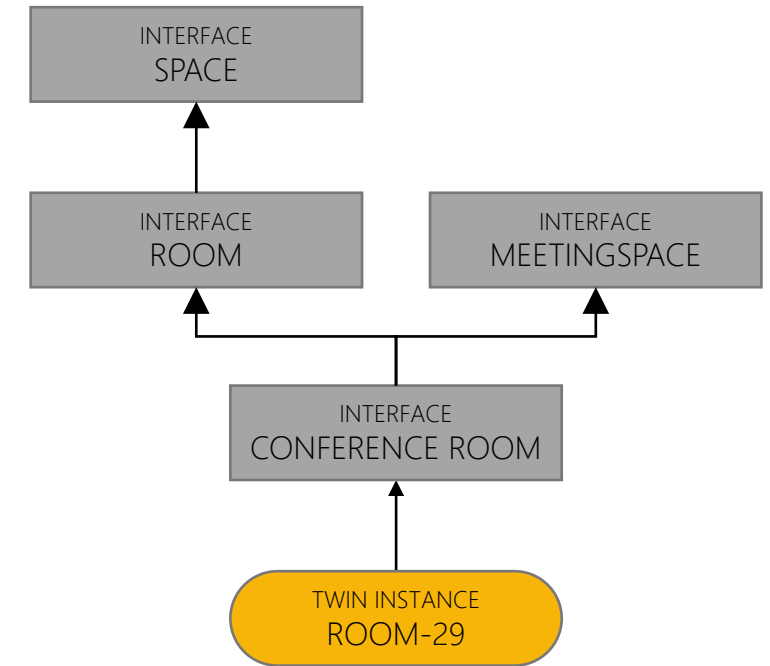 INTERFACE
SPACE
INTERFACE
ROOM
INTERFACE
MEETINGSPACE
INTERFACE
CONFERENCE ROOM
TWIN INSTANCE
ROOM-29